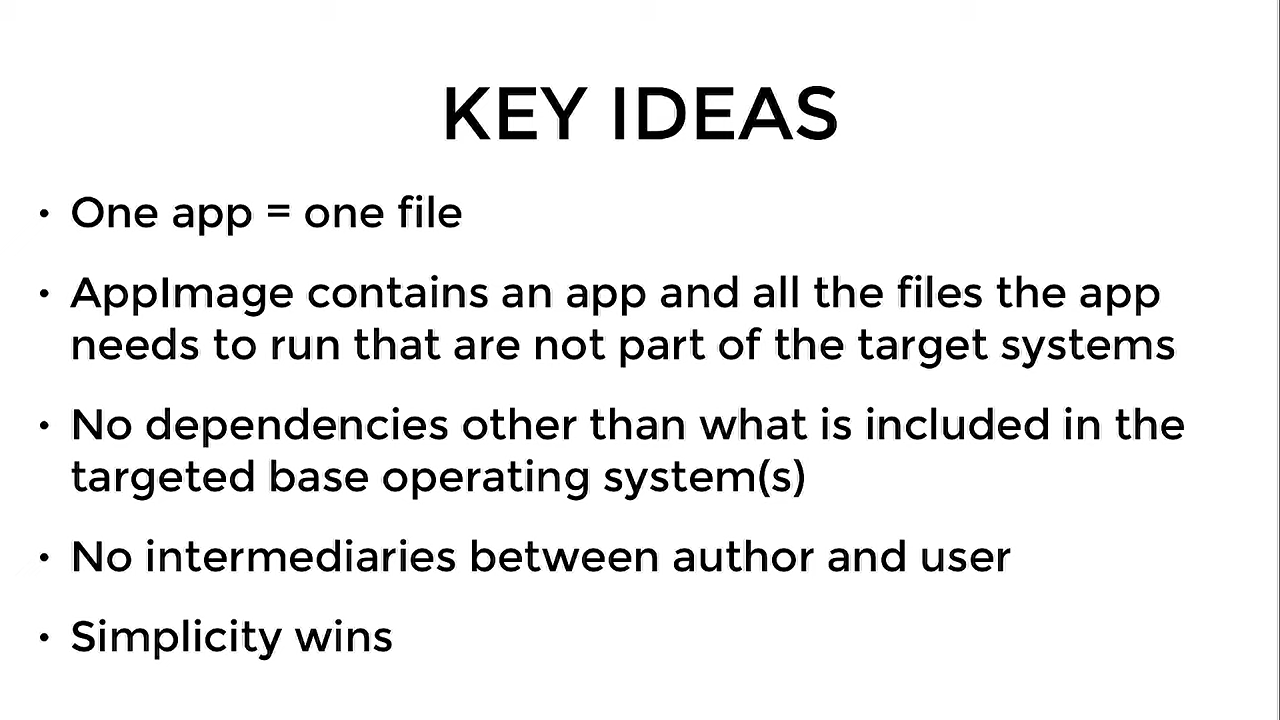 KEY IDEAS
• One app = one file
• AppImage contains an app and all the files the app
needs to run that are not part of the target systems
• No dependencies other than what is included in the
targeted base operating system(s)
• No intermediaries between author and user
• Simplicity wins